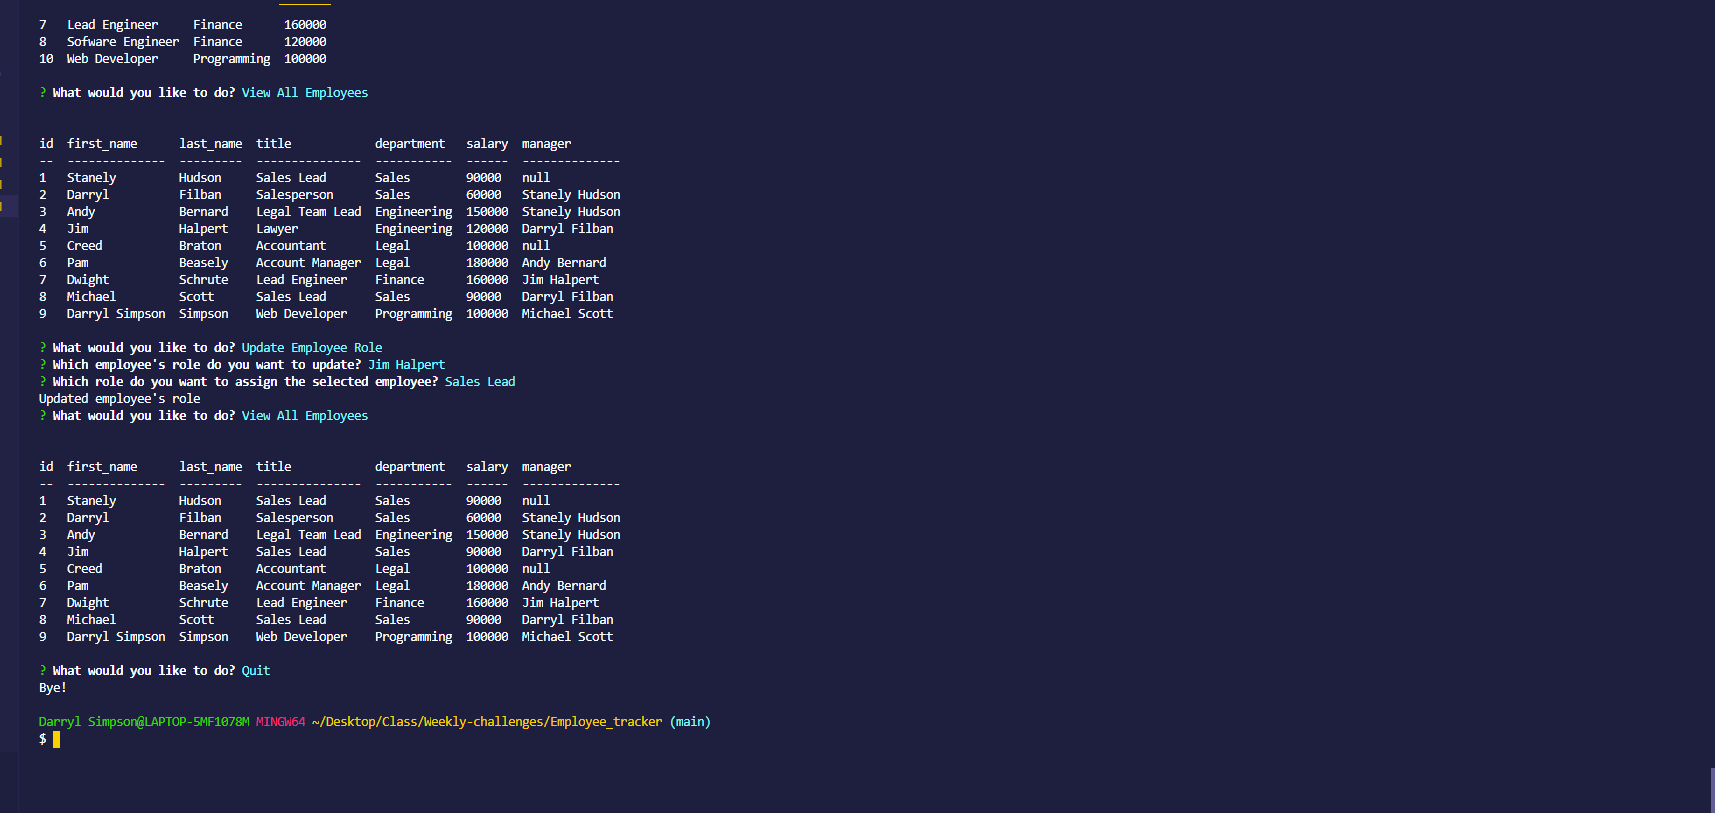 7   Lead Engineer     Finance      160000
8   Sofware Engineer  Finance      120000
10  Web Developer     Programming  100000
? What would you like to do? View All Employees
id  first_name      last_name  title            department   salary  manager
--  --------------  ---------  ---------------  -----------  ------  --------------
1   Stanely         Hudson     Sales Lead       Sales        90000   null
2   Darryl          Filban     Salesperson      Sales        60000   Stanely Hudson
3   Andy            Bernard    Legal Team Lead  Engineering  150000  Stanely Hudson
4   Jim             Halpert    Lawyer           Engineering  120000  Darryl Filban
5   Creed           Braton     Accountant       Legal        100000  null
6   Pam             Beasely    Account Manager  Legal        180000  Andy Bernard
7   Dwight          Schrute    Lead Engineer    Finance      160000  Jim Halpert
8   Michael         Scott      Sales Lead       Sales        90000   Darryl Filban
9   Darryl Simpson  Simpson    Web Developer    Programming  100000  Michael Scott
? What would you like to do? Update Employee Role
? Which employee's role do you want to update? Jim Halpert
? Which role do you want to assign the selected employee? Sales Lead
Updated employee's role
? What would you like to do? View All Employees
id  first_name      last_name  title            department   salary  manager
--  --------------  ---------  ---------------  -----------  ------  --------------
1   Stanely         Hudson     Sales Lead       Sales        90000   null
2   Darryl          Filban     Salesperson      Sales        60000   Stanely Hudson
3   Andy            Bernard    Legal Team Lead  Engineering  150000  Stanely Hudson
4   Jim             Halpert    Sales Lead       Sales        90000   Darryl Filban
5   Creed           Braton     Accountant       Legal        100000  null
6   Pam             Beasely    Account Manager  Legal        180000  Andy Bernard
7   Dwight          Schrute    Lead Engineer    Finance      160000  Jim Halpert
8   Michael         Scott      Sales Lead       Sales        90000   Darryl Filban
9   Darryl Simpson  Simpson    Web Developer    Programming  100000  Michael Scott
? What would you like to do? Quit
Bye!
Darryl Simpson@LAPTOP-5MF1078M MINGW64 ~/Desktop/Class/Weekly-challenges/Employee_tracker (main)
$